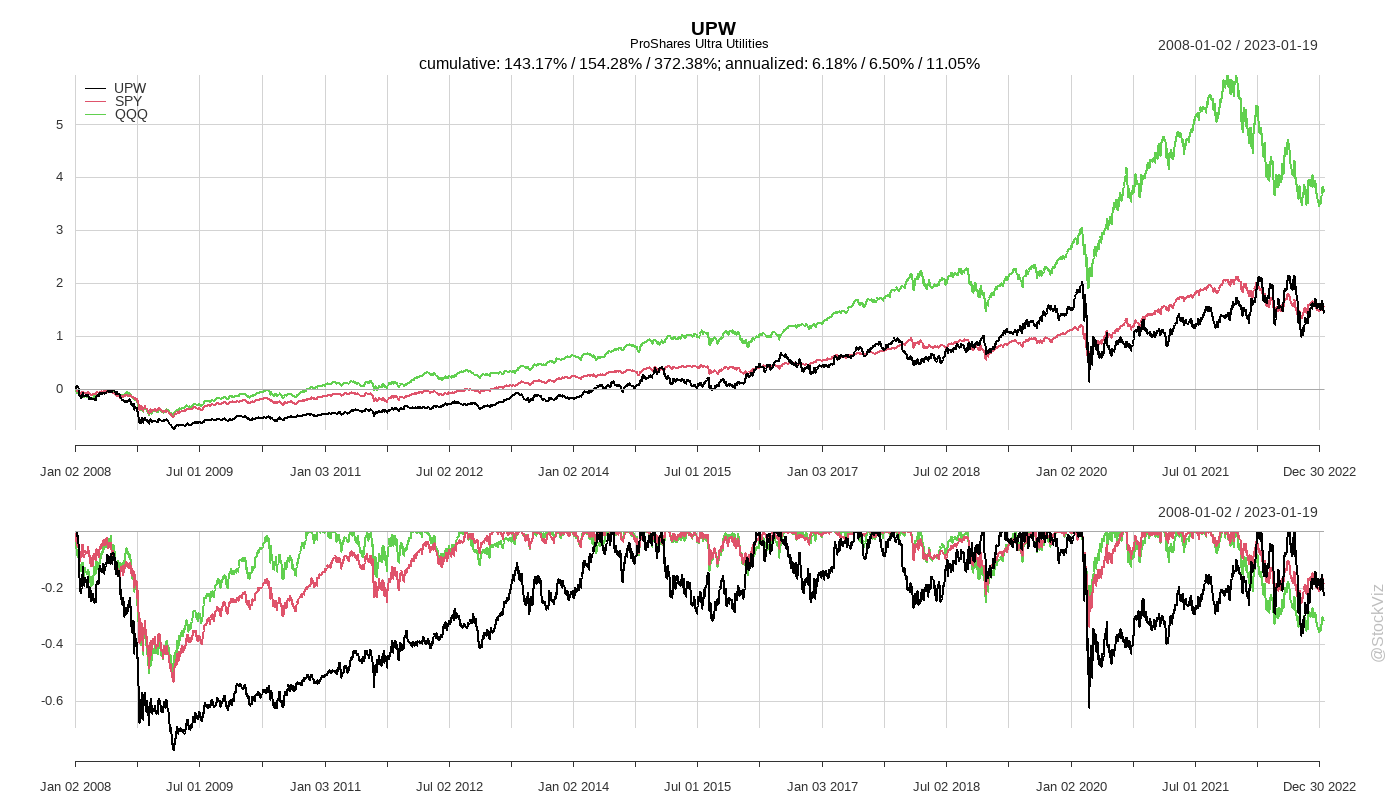 UPW
ProShares Ultra Utilities
2008-01-02 / 2023-01-19
cumulative: 143.17% / 154.28% / 372.38%; annualized: 6.18% / 6.50% / 11.05%
UPW
SPY
QQQ
5
4
3
2
1
0
Jan 02 2008 Jul 01 2009 Jan 03 2011 Jul 02 2012 Jan 02 2014 Jul 01 2015 Jan 03 2017 Jul 02 2018 Jan 02 2020 Jul 01 2021 Dec 30 2022
2008-01-02 / 2023-01-19
-0.2
-0.4
-0.6
@StockViz
Jan 02 2008 Jul 01 2009 Jan 03 2011 Jul 02 2012 Jan 02 2014 Jul 01 2015 Jan 03 2017 Jul 02 2018 Jan 02 2020 Jul 01 2021 Dec 30 2022